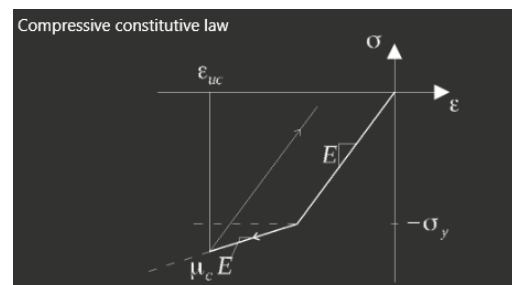 Compressive constitutive law
σ
ε_uc
ε
E
−σ_y
μ_c E